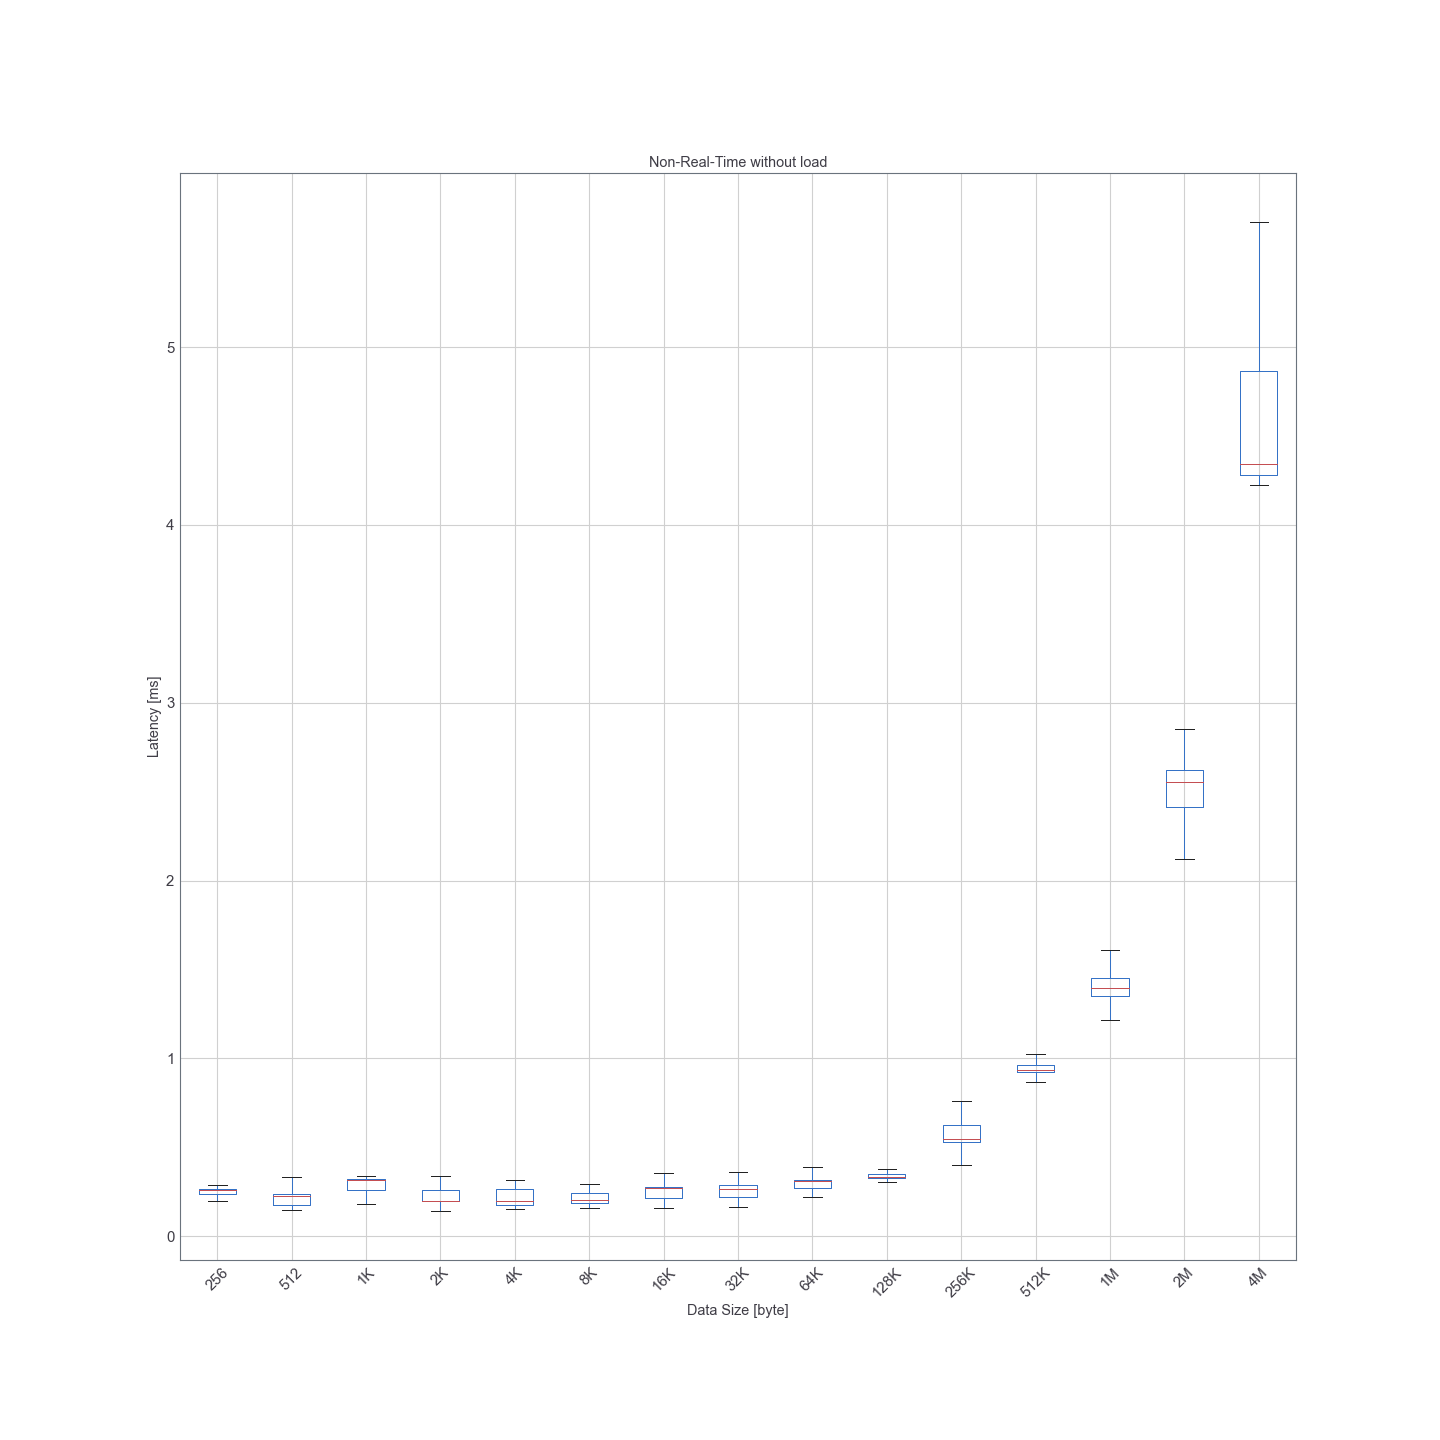 Non-Real-Time without load
Latency [ms]
5
4
3
2
1
0
256 512 1K 2K 4K 8K 16K 32K 64K 128K 256K 512K 1M 2M 4M
Data Size [byte]